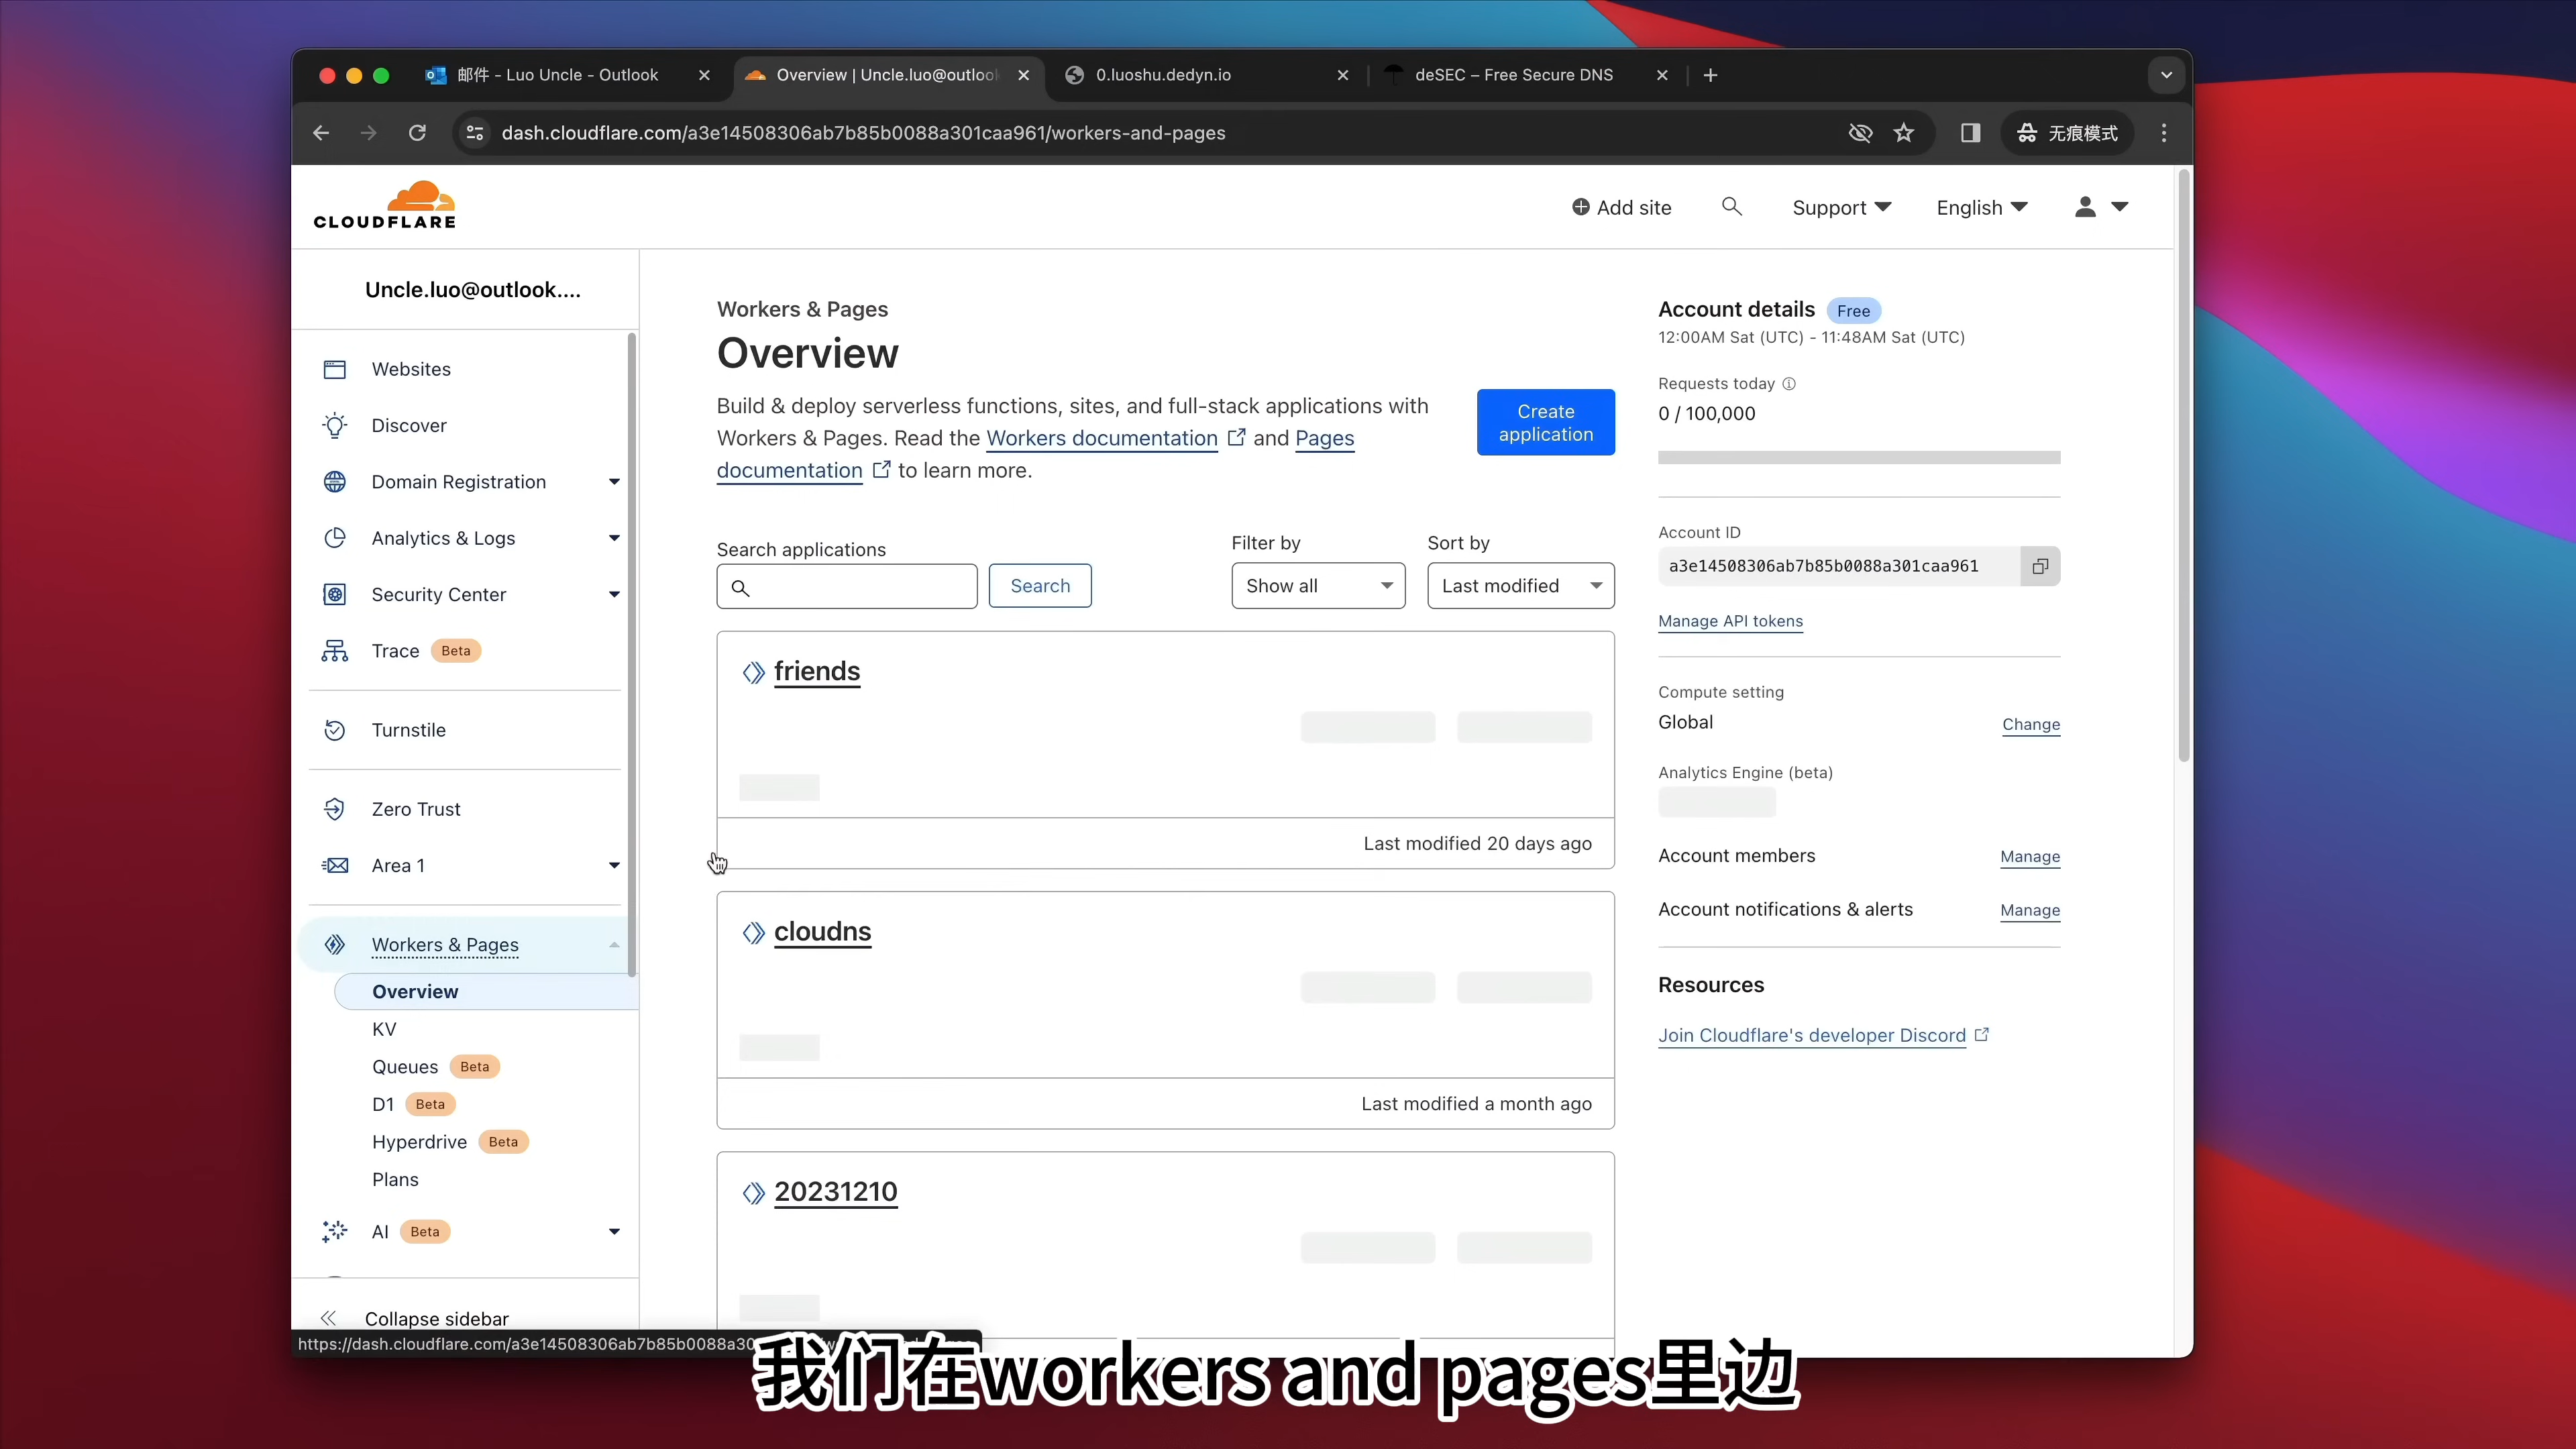 邮件 - Luo Uncle - Outlook
Overview | Uncle.luo@outloo
0.luoshu.dedyn.io
deSEC – Free Secure DNS
dash.cloudflare.com/a3e14508306ab7b85b0088a301caa961/workers-and-pages
无痕模式
CLOUDFLARE
Add site
Support
English
Uncle.luo@outlook....
Websites
Discover
Domain Registration
Analytics & Logs
Security Center
Trace Beta
Turnstile
Zero Trust
Area 1
Workers & Pages
Overview
KV
Queues Beta
D1 Beta
Hyperdrive Beta
Plans
AI Beta
Collapse sidebar
Workers & Pages
Overview
Build & deploy serverless functions, sites, and full-stack applications with
Workers & Pages. Read the Workers documentation and Pages
documentation to learn more.
Create
application
Search applications
Search
Filter by
Show all
Sort by
Last modified
friends
Last modified 20 days ago
cloudns
Last modified a month ago
20231210
Account details Free
12:00AM Sat (UTC) - 11:48AM Sat (UTC)
Requests today
0 / 100,000
Account ID
a3e14508306ab7b85b0088a301caa961
Manage API tokens
Compute setting
Global
Change
Analytics Engine (beta)
Account members
Manage
Account notifications & alerts
Manage
Resources
Join Cloudflare's developer Discord
https://dash.cloudflare.com/a3e14508306ab7b85b0088a30
我们在workers and pages里边